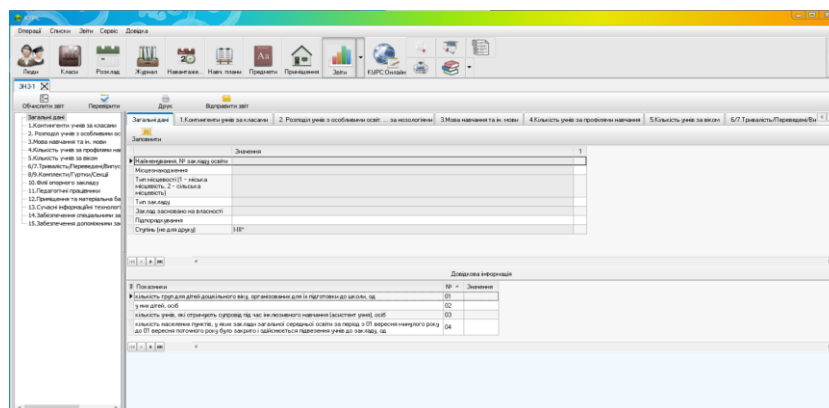 КУРС
Операції Списки Звіти Сервіс Довідка
Люди Класи Розклад Журнал Навантаже... Навч. плани Предмети Приміщення Звіти КУРС Онлайн
ЗНЗ-1
Обчислити звіт Перевірити Друк Відправити звіт
Загальні дані
1.Контингенти учнів за класами
2. Розподіл учнів з особливими ос
3.Мова навчання та ін. мови
4.Кількість учнів за профілями на
5.Кількість учнів за віком
6/7.Тривалість/Переведені/Випус
8/9.Комплекти/Гуртки/Секції
10.Філії опорного закладу
11.Педагогічні працівники
12.Приміщення та матеріальна ба
13.Сучасні інформаційні технологі
14.Забезпечення спеціальними за
15.Забезпечення допоміжними за
Загальні дані 1.Контингенти учнів за класами 2. Розподіл учнів з особливими освіт. ... за нозологіями 3.Мова навчання та ін. мови 4.Кількість учнів за профілями навчання 5.Кількість учнів за віком 6/7.Тривалість/Переведені/Ви
Заповнити
Значення 1
Найменування, № закладу освіти
Місцезнаходження
Тип місцевості (1 - міська
місцевість, 2 - сільська
місцевість)
Тип закладу
Заклад засновано на власності
Підпорядкування
Ступінь (не для друку) I-III*
Довідкова інформація
Показники № Значення
кількість груп для дітей дошкільного віку, організованих для їх підготовки до школи, од 01
у них дітей, осіб 02
кількість учнів, які отримують супровід під час інклюзивного навчання (асистент учня), осіб 03
кількість населених пунктів, у яких заклади загальної середньої освіти за період з 01 вересня минулого року
до 01 вересня поточного року було закрито і здійснюється підвезення учнів до закладу, од 04